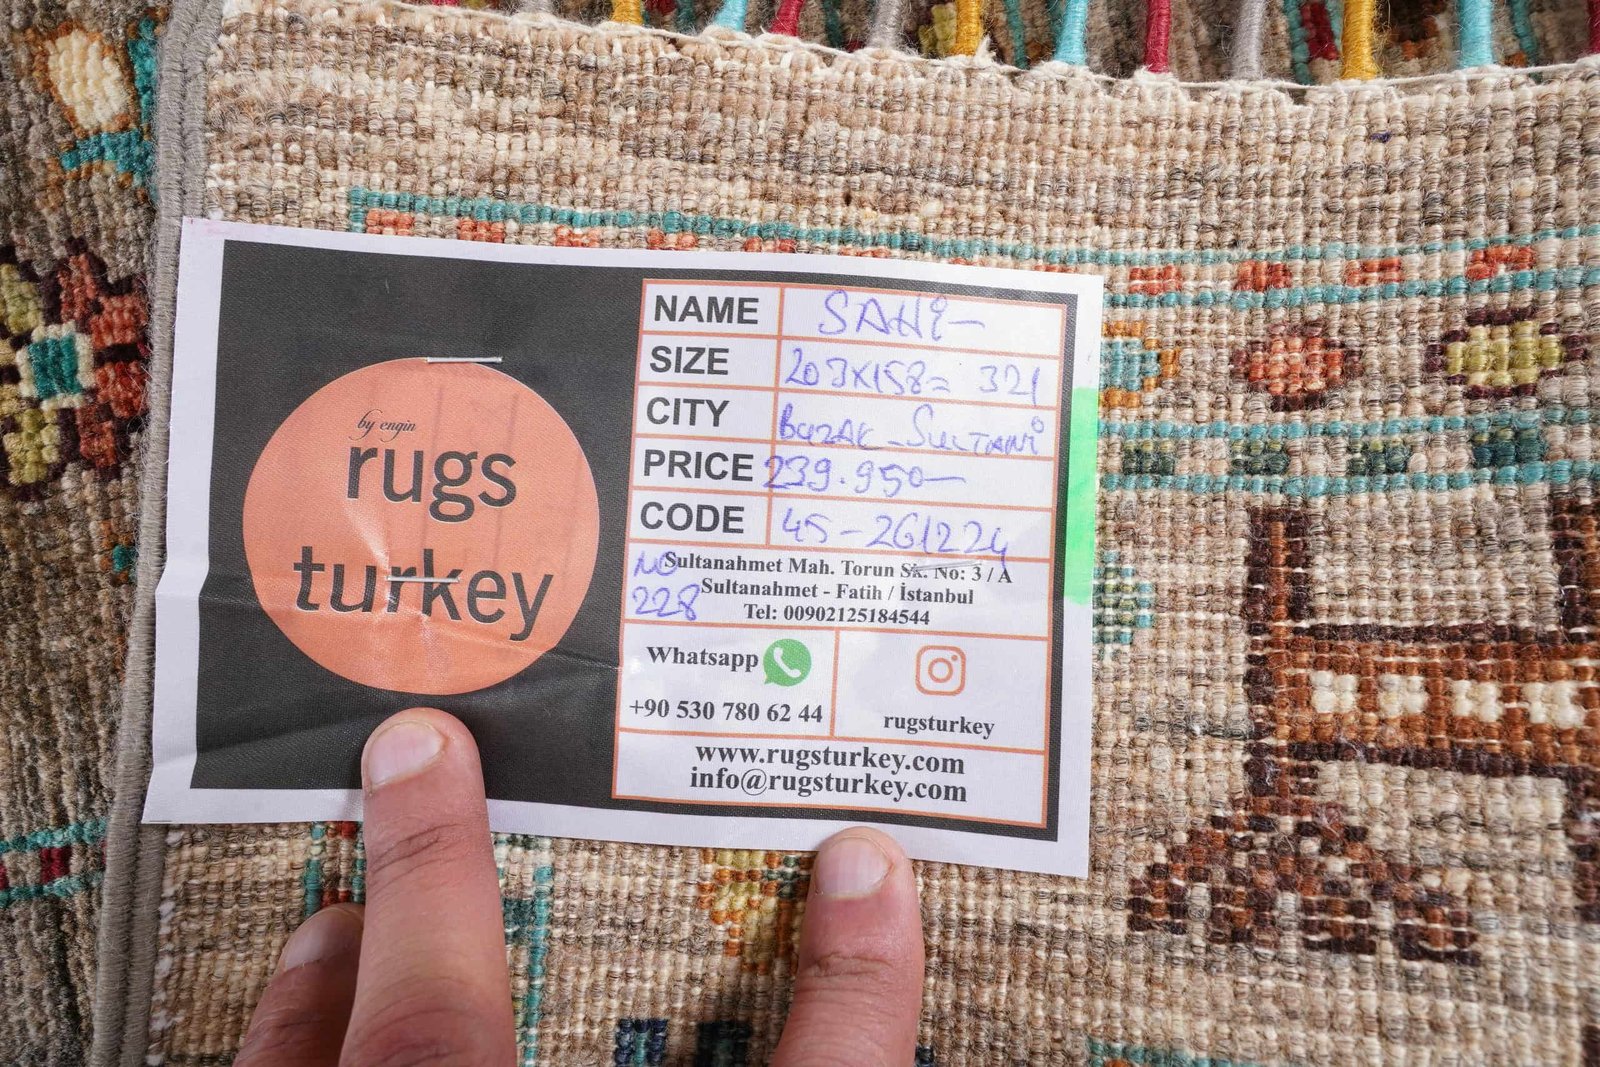 by engin
rugs
turkey
NAME SAHİ-
SIZE 203x158= 321
CITY Bazak-Sultani
PRICE 239.950-
CODE 45-261224
NO
228
Sultanahmet Mah. Torun Sk. No: 3 / A
Sultanahmet - Fatih / İstanbul
Tel: 00902125184544
Whatsapp
+90 530 780 62 44
rugsturkey
www.rugsturkey.com
info@rugsturkey.com